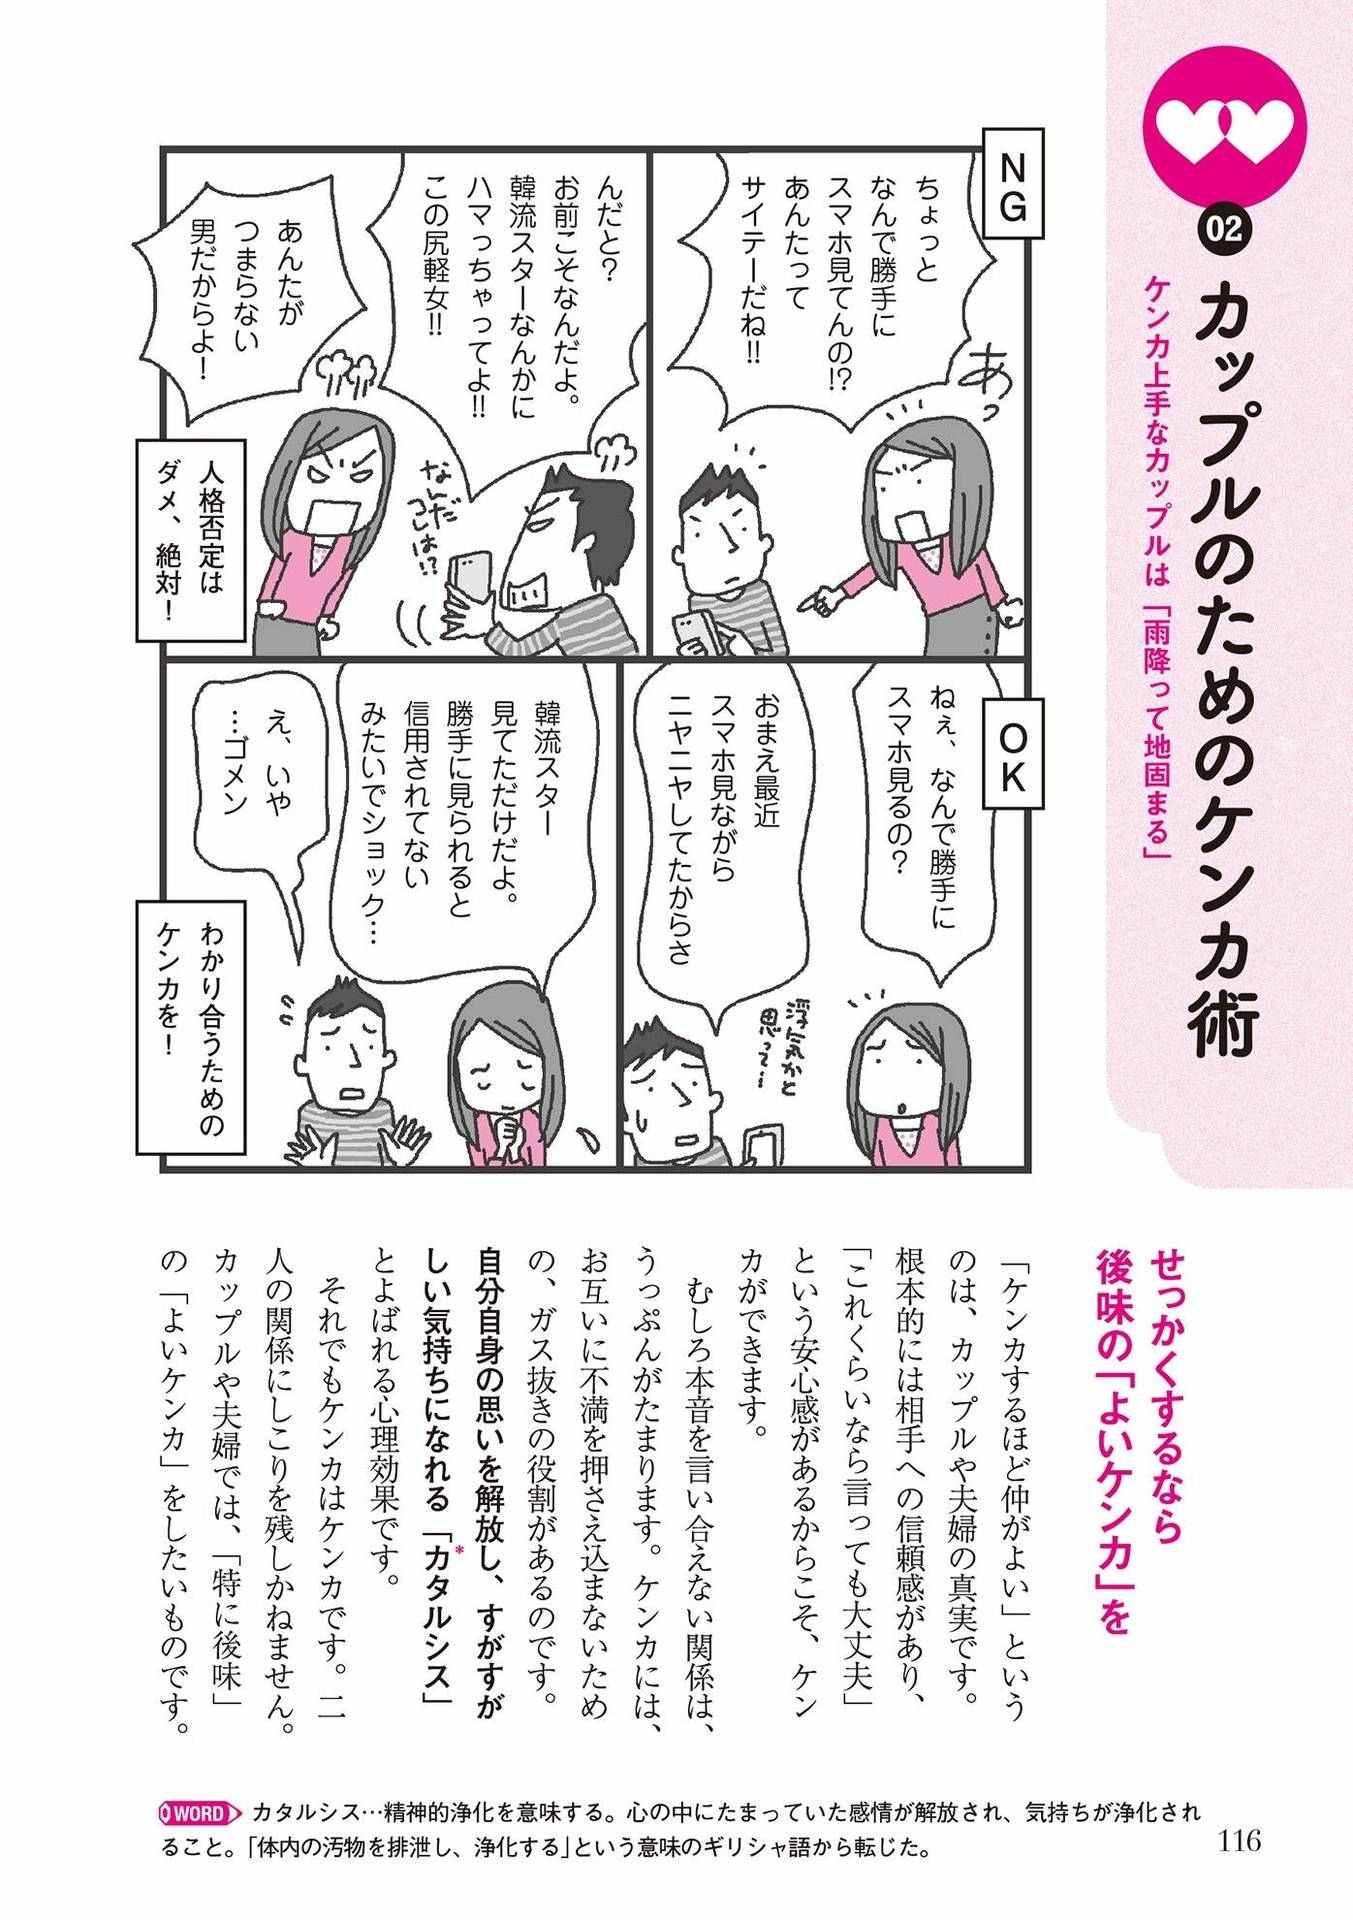 02
カップルのためのケンカ術
ケンカ上手なカップルは「雨降って地固まる」
NG
ちょっと
なんで勝手に
スマホ見てんの!?
あんたって
サイテーだね!!
あっ
んだと?
お前こそなんだよ。
韓流スターなんかに
ハマっちゃってよ!!
この尻軽女!!
なんだ
これは!?
あんたが
つまらない
男だからよ!
人格否定は
ダメ、絶対!
OK
ねぇ、なんで勝手に
スマホ見るの?
おまえ最近
スマホ見ながら
ニヤニヤしてたからさ
浮気かと
思って…
韓流スター
見てただけだよ。
勝手に見られると
信用されてない
みたいでショック…
え、いや
…ゴメン
わかり合うための
ケンカを!
せっかくするなら
後味の「よいケンカ」を
「ケンカするほど仲がよい」という
のは、カップルや夫婦の真実です。
根本的には相手への信頼感があり、
「これくらいなら言っても大丈夫」
という安心感があるからこそ、ケン
カができます。
むしろ本音を言い合えない関係は、
うっぷんがたまります。ケンカには、
お互いに不満を押さえ込まないため
の、ガス抜きの役割があるのです。
自分自身の思いを解放し、すがすが
しい気持ちになれる「カタルシス*」
とよばれる心理効果です。
それでもケンカはケンカです。二
人の関係にしこりを残しかねません。
カップルや夫婦では、「特に後味」
の「よいケンカ」をしたいものです。
WORD カタルシス…精神的浄化を意味する。心の中にたまっていた感情が解放され、気持ちが浄化され
ること。「体内の汚物を排泄し、浄化する」という意味のギリシャ語から転じた。
116